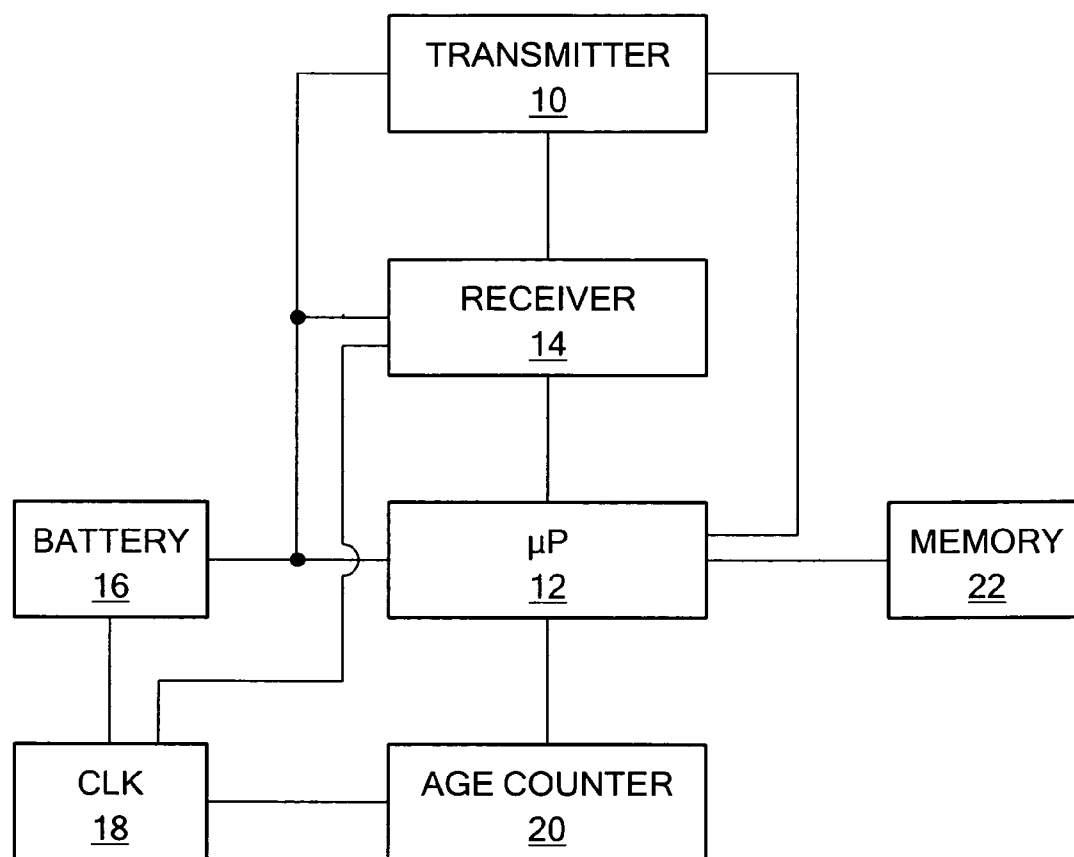 TRANSMITTER
10
RECEIVER
14
BATTERY
16
µP
12
MEMORY
22
CLK
18
AGE COUNTER
20